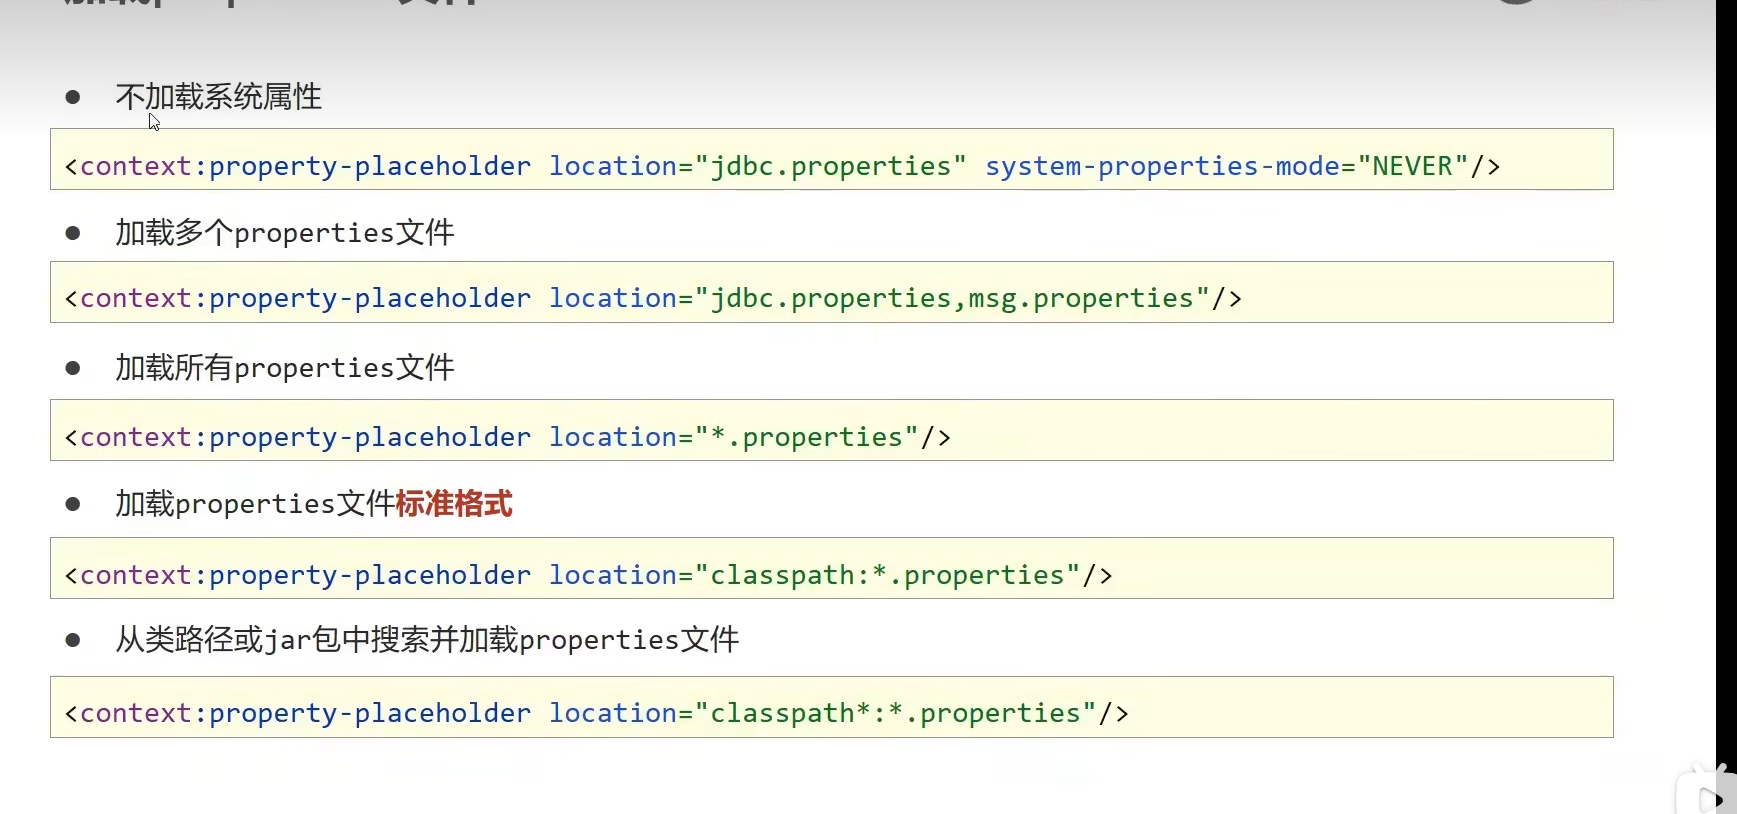 不加载系统属性
<context:property-placeholder location="jdbc.properties" system-properties-mode="NEVER"/>
加载多个properties文件
<context:property-placeholder location="jdbc.properties,msg.properties"/>
加载所有properties文件
<context:property-placeholder location="*.properties"/>
加载properties文件标准格式
<context:property-placeholder location="classpath:*.properties"/>
从类路径或jar包中搜索并加载properties文件
<context:property-placeholder location="classpath*:*.properties"/>